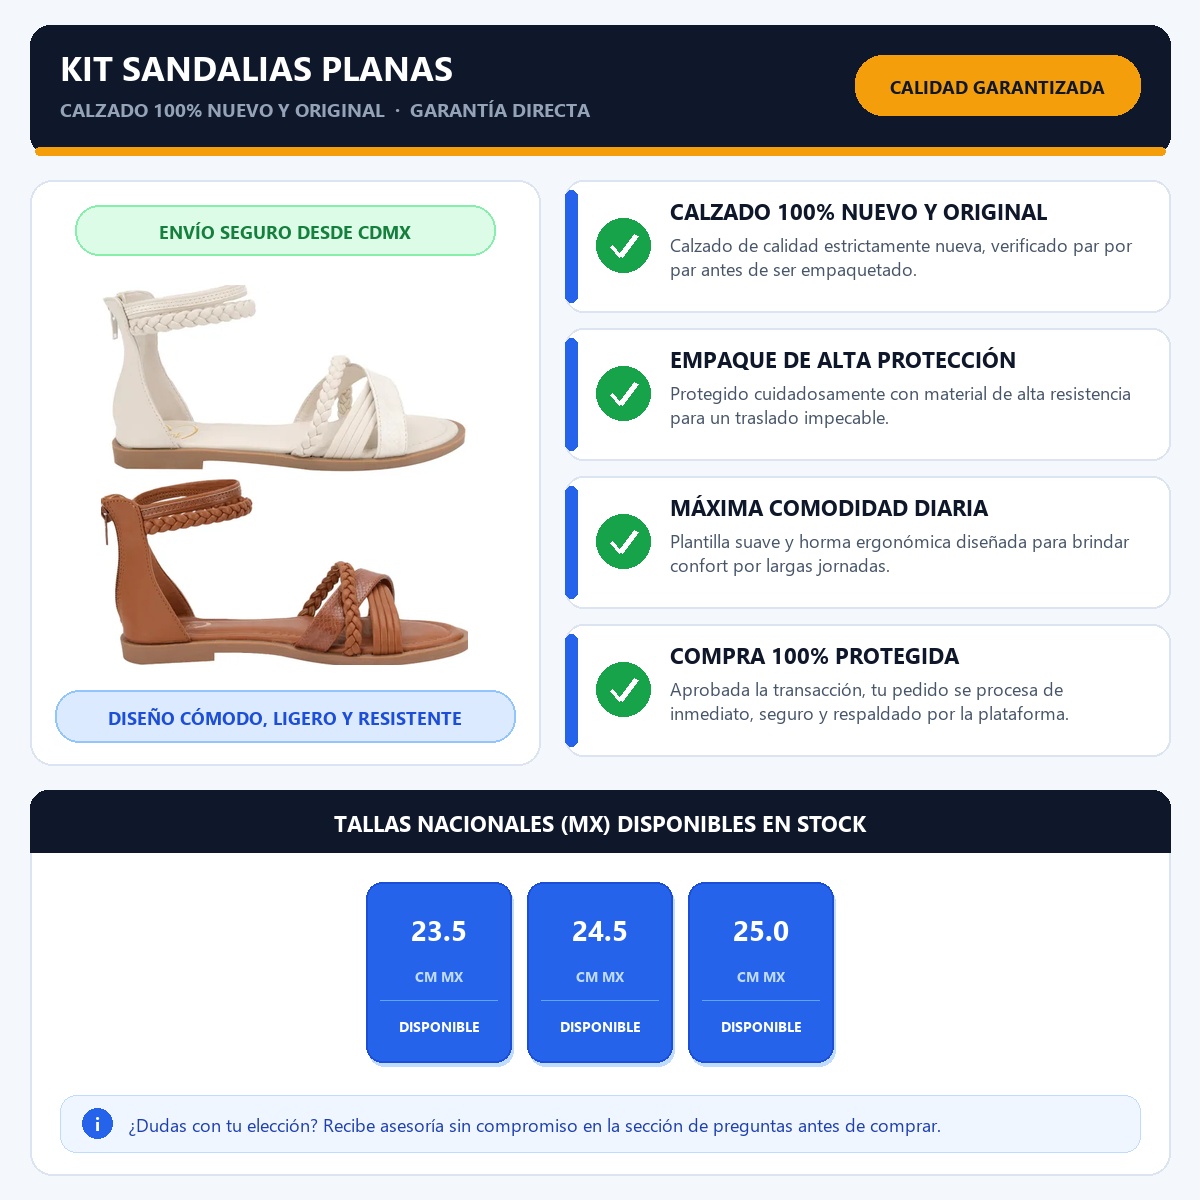 KIT SANDALIAS PLANAS
CALZADO 100% NUEVO Y ORIGINAL · GARANTÍA DIRECTA
CALIDAD GARANTIZADA
ENVÍO SEGURO DESDE CDMX
DISEÑO CÓMODO, LIGERO Y RESISTENTE
CALZADO 100% NUEVO Y ORIGINAL
Calzado de calidad estrictamente nueva, verificado par por
par antes de ser empaquetado.
EMPAQUE DE ALTA PROTECCIÓN
Protegido cuidadosamente con material de alta resistencia
para un traslado impecable.
MÁXIMA COMODIDAD DIARIA
Plantilla suave y horma ergonómica diseñada para brindar
confort por largas jornadas.
COMPRA 100% PROTEGIDA
Aprobada la transacción, tu pedido se procesa de
inmediato, seguro y respaldado por la plataforma.
TALLAS NACIONALES (MX) DISPONIBLES EN STOCK
23.5
CM MX
DISPONIBLE
24.5
CM MX
DISPONIBLE
25.0
CM MX
DISPONIBLE
¿Dudas con tu elección? Recibe asesoría sin compromiso en la sección de preguntas antes de comprar.